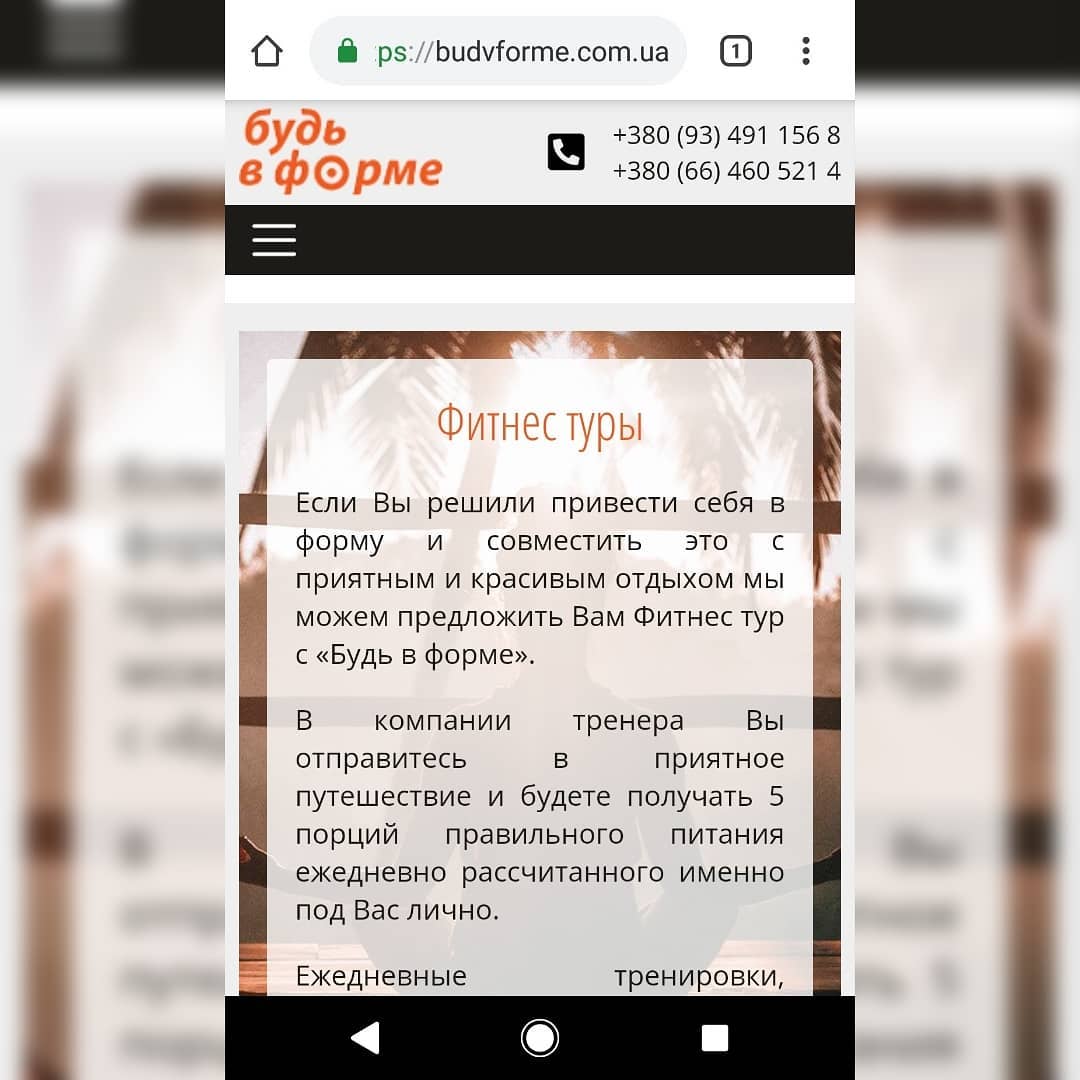 tps://budvforme.com.ua
1
будь
в форме
+380 (93) 491 156 8
+380 (66) 460 521 4
Фитнес туры
Если Вы решили привести себя в
форму и совместить это с
приятным и красивым отдыхом мы
можем предложить Вам Фитнес тур
с «Будь в форме».
В компании тренера Вы
отправитесь в приятное
путешествие и будете получать 5
порций правильного питания
ежедневно рассчитанного именно
под Вас лично.
Ежедневные тренировки,